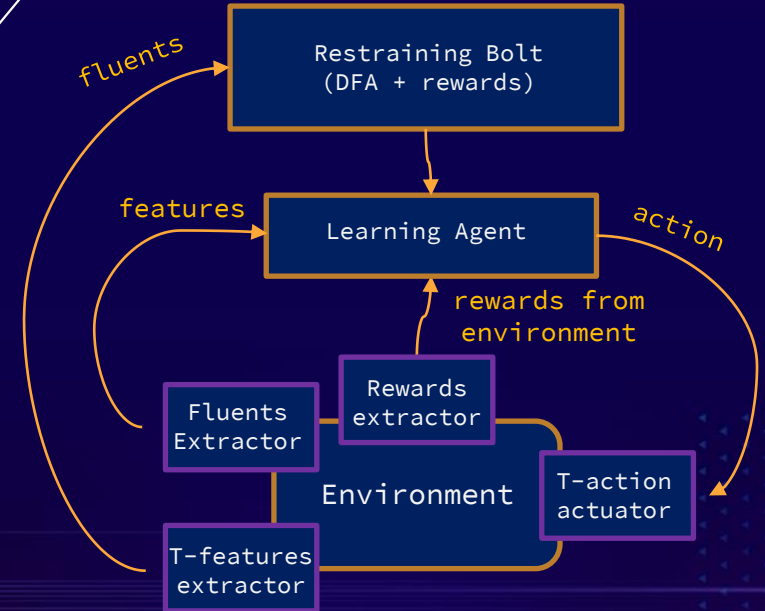 fluents
Restraining Bolt
(DFA + rewards)
features
Learning Agent
action
rewards from
environment
Rewards
extractor
Fluents
Extractor
Environment
T-action
actuator
T-features
extractor